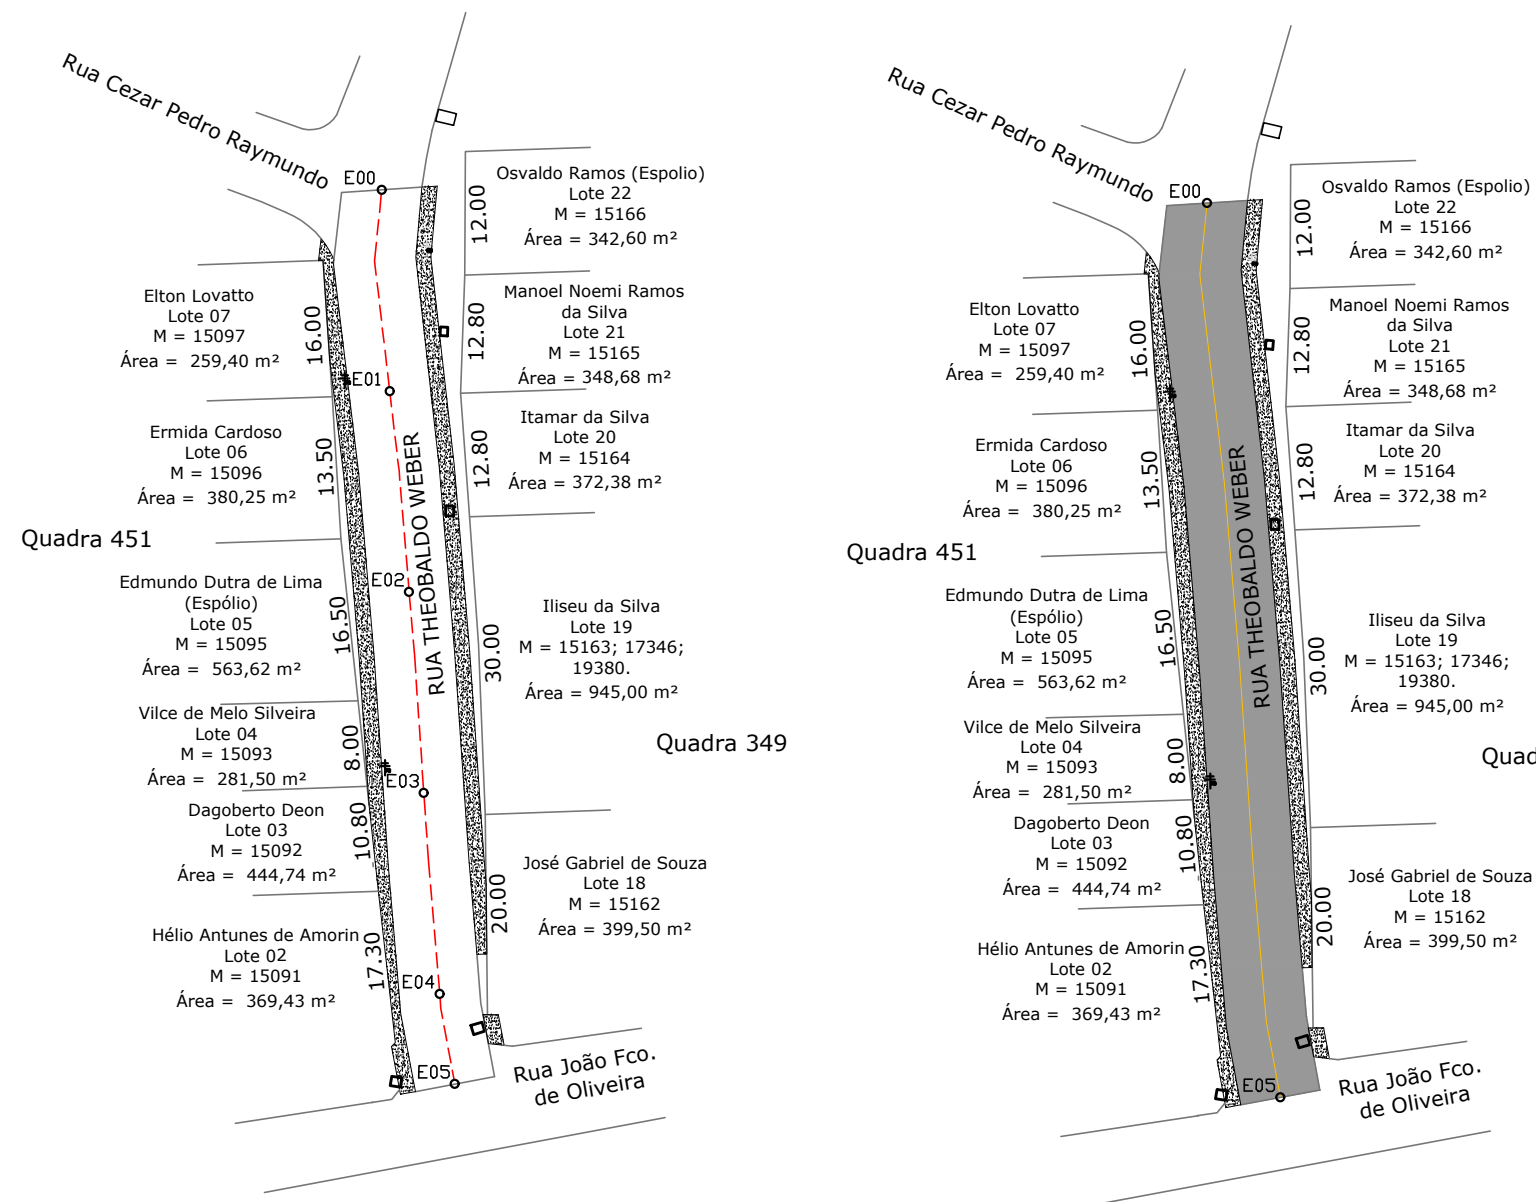 Rua Cezar Pedro Raymundo
E00
Osvaldo Ramos (Espolio)
Lote 22
M = 15166
Área = 342,60 m²
12.00
Elton Lovatto
Lote 07
M = 15097
Área = 259,40 m²
16.00
Manoel Noemi Ramos
da Silva
Lote 21
M = 15165
Área = 348,68 m²
12.80
E01
Ermida Cardoso
Lote 06
M = 15096
Área = 380,25 m²
13.50
Itamar da Silva
Lote 20
M = 15164
Área = 372,38 m²
12.80
RUA THEOBALDO WEBER
Quadra 451
E02
Edmundo Dutra de Lima
(Espólio)
Lote 05
M = 15095
Área = 563,62 m²
16.50
Iliseu da Silva
Lote 19
M = 15163; 17346;
19380.
Área = 945,00 m²
30.00
Vilce de Melo Silveira
Lote 04
M = 15093
Área = 281,50 m²
8.00
Quadra 349
E03
Dagoberto Deon
Lote 03
M = 15092
Área = 444,74 m²
10.80
José Gabriel de Souza
Lote 18
M = 15162
Área = 399,50 m²
20.00
Hélio Antunes de Amorin
Lote 02
M = 15091
Área = 369,43 m²
17.30
E04
E05
Rua João Fco.
de Oliveira
Rua Cezar Pedro Raymundo
E00
Osvaldo Ramos (Espolio)
Lote 22
M = 15166
Área = 342,60 m²
12.00
Elton Lovatto
Lote 07
M = 15097
Área = 259,40 m²
16.00
Manoel Noemi Ramos
da Silva
Lote 21
M = 15165
Área = 348,68 m²
12.80
Ermida Cardoso
Lote 06
M = 15096
Área = 380,25 m²
13.50
Itamar da Silva
Lote 20
M = 15164
Área = 372,38 m²
12.80
RUA THEOBALDO WEBER
Quadra 451
Edmundo Dutra de Lima
(Espólio)
Lote 05
M = 15095
Área = 563,62 m²
16.50
Iliseu da Silva
Lote 19
M = 15163; 17346;
19380.
Área = 945,00 m²
30.00
Vilce de Melo Silveira
Lote 04
M = 15093
Área = 281,50 m²
8.00
Quad
Dagoberto Deon
Lote 03
M = 15092
Área = 444,74 m²
10.80
José Gabriel de Souza
Lote 18
M = 15162
Área = 399,50 m²
20.00
Hélio Antunes de Amorin
Lote 02
M = 15091
Área = 369,43 m²
17.30
E05
Rua João Fco.
de Oliveira